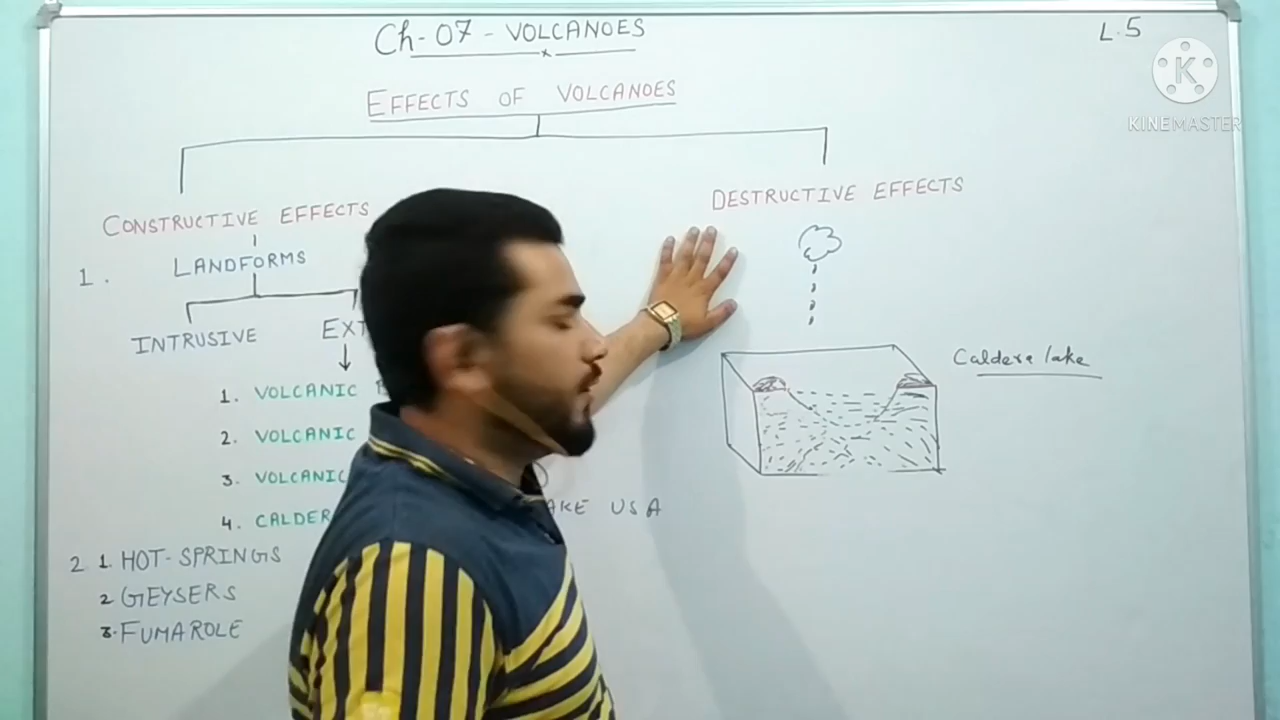 Ch-07-VOLCANOES
L.5
KINEMASTER
EFFECTS OF VOLCANOES
CONSTRUCTIVE EFFECTS
DESTRUCTIVE EFFECTS
1. LANDFORMS
INTRUSIVE EXT
Caldera lake
1. VOLCANIC
2. VOLCANIC
3. VOLCANIC
4. CALDER
AKE USA
2 1. HOT-SPRINGS
2 GEYSERS
3. FUMAROLE